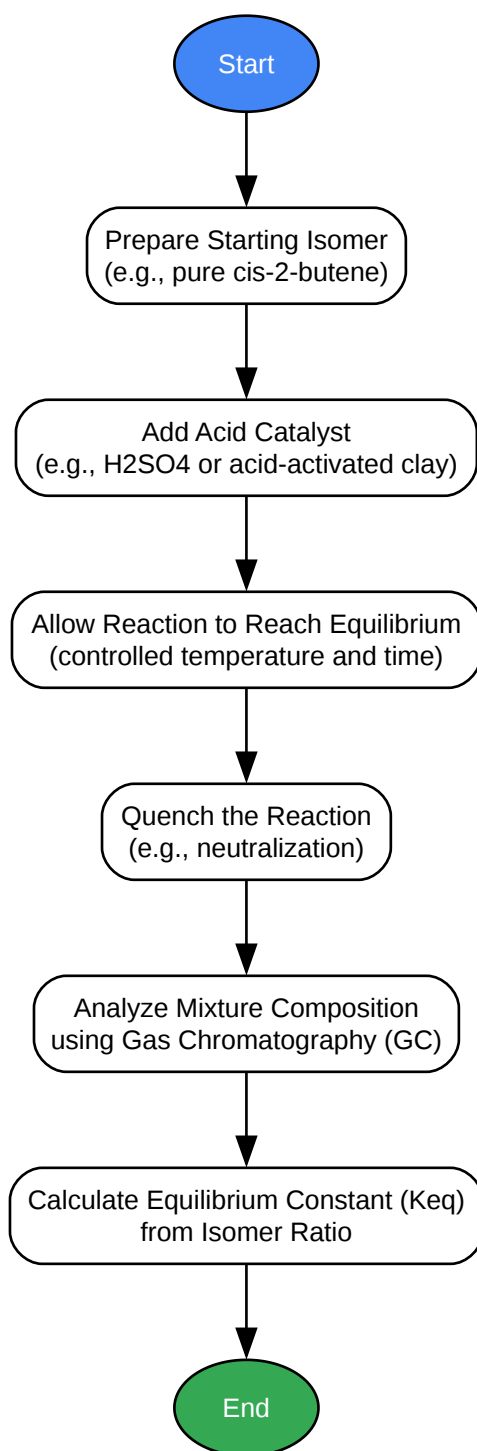 Start
Prepare Starting Isomer
(e.g., pure cis-2-butene)
Add Acid Catalyst
(e.g., H2SO4 or acid-activated clay)
Allow Reaction to Reach Equilibrium
(controlled temperature and time)
Quench the Reaction
(e.g., neutralization)
Analyze Mixture Composition
using Gas Chromatography (GC)
Calculate Equilibrium Constant (Keq)
from Isomer Ratio
End